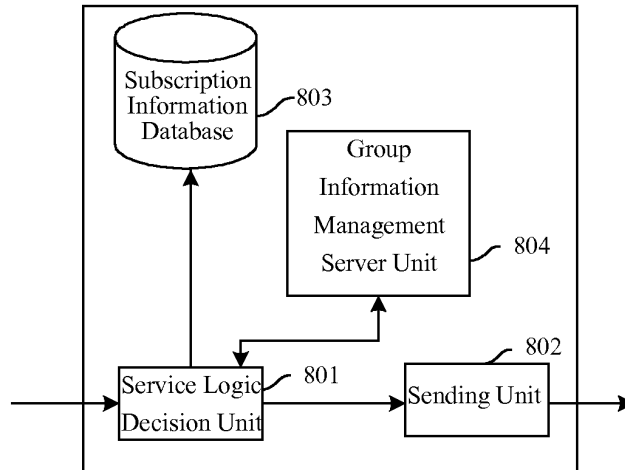 Subscription
Information
Database
803
Group
Information
Management
Server Unit
804
Service Logic
Decision Unit
801
802
Sending Unit